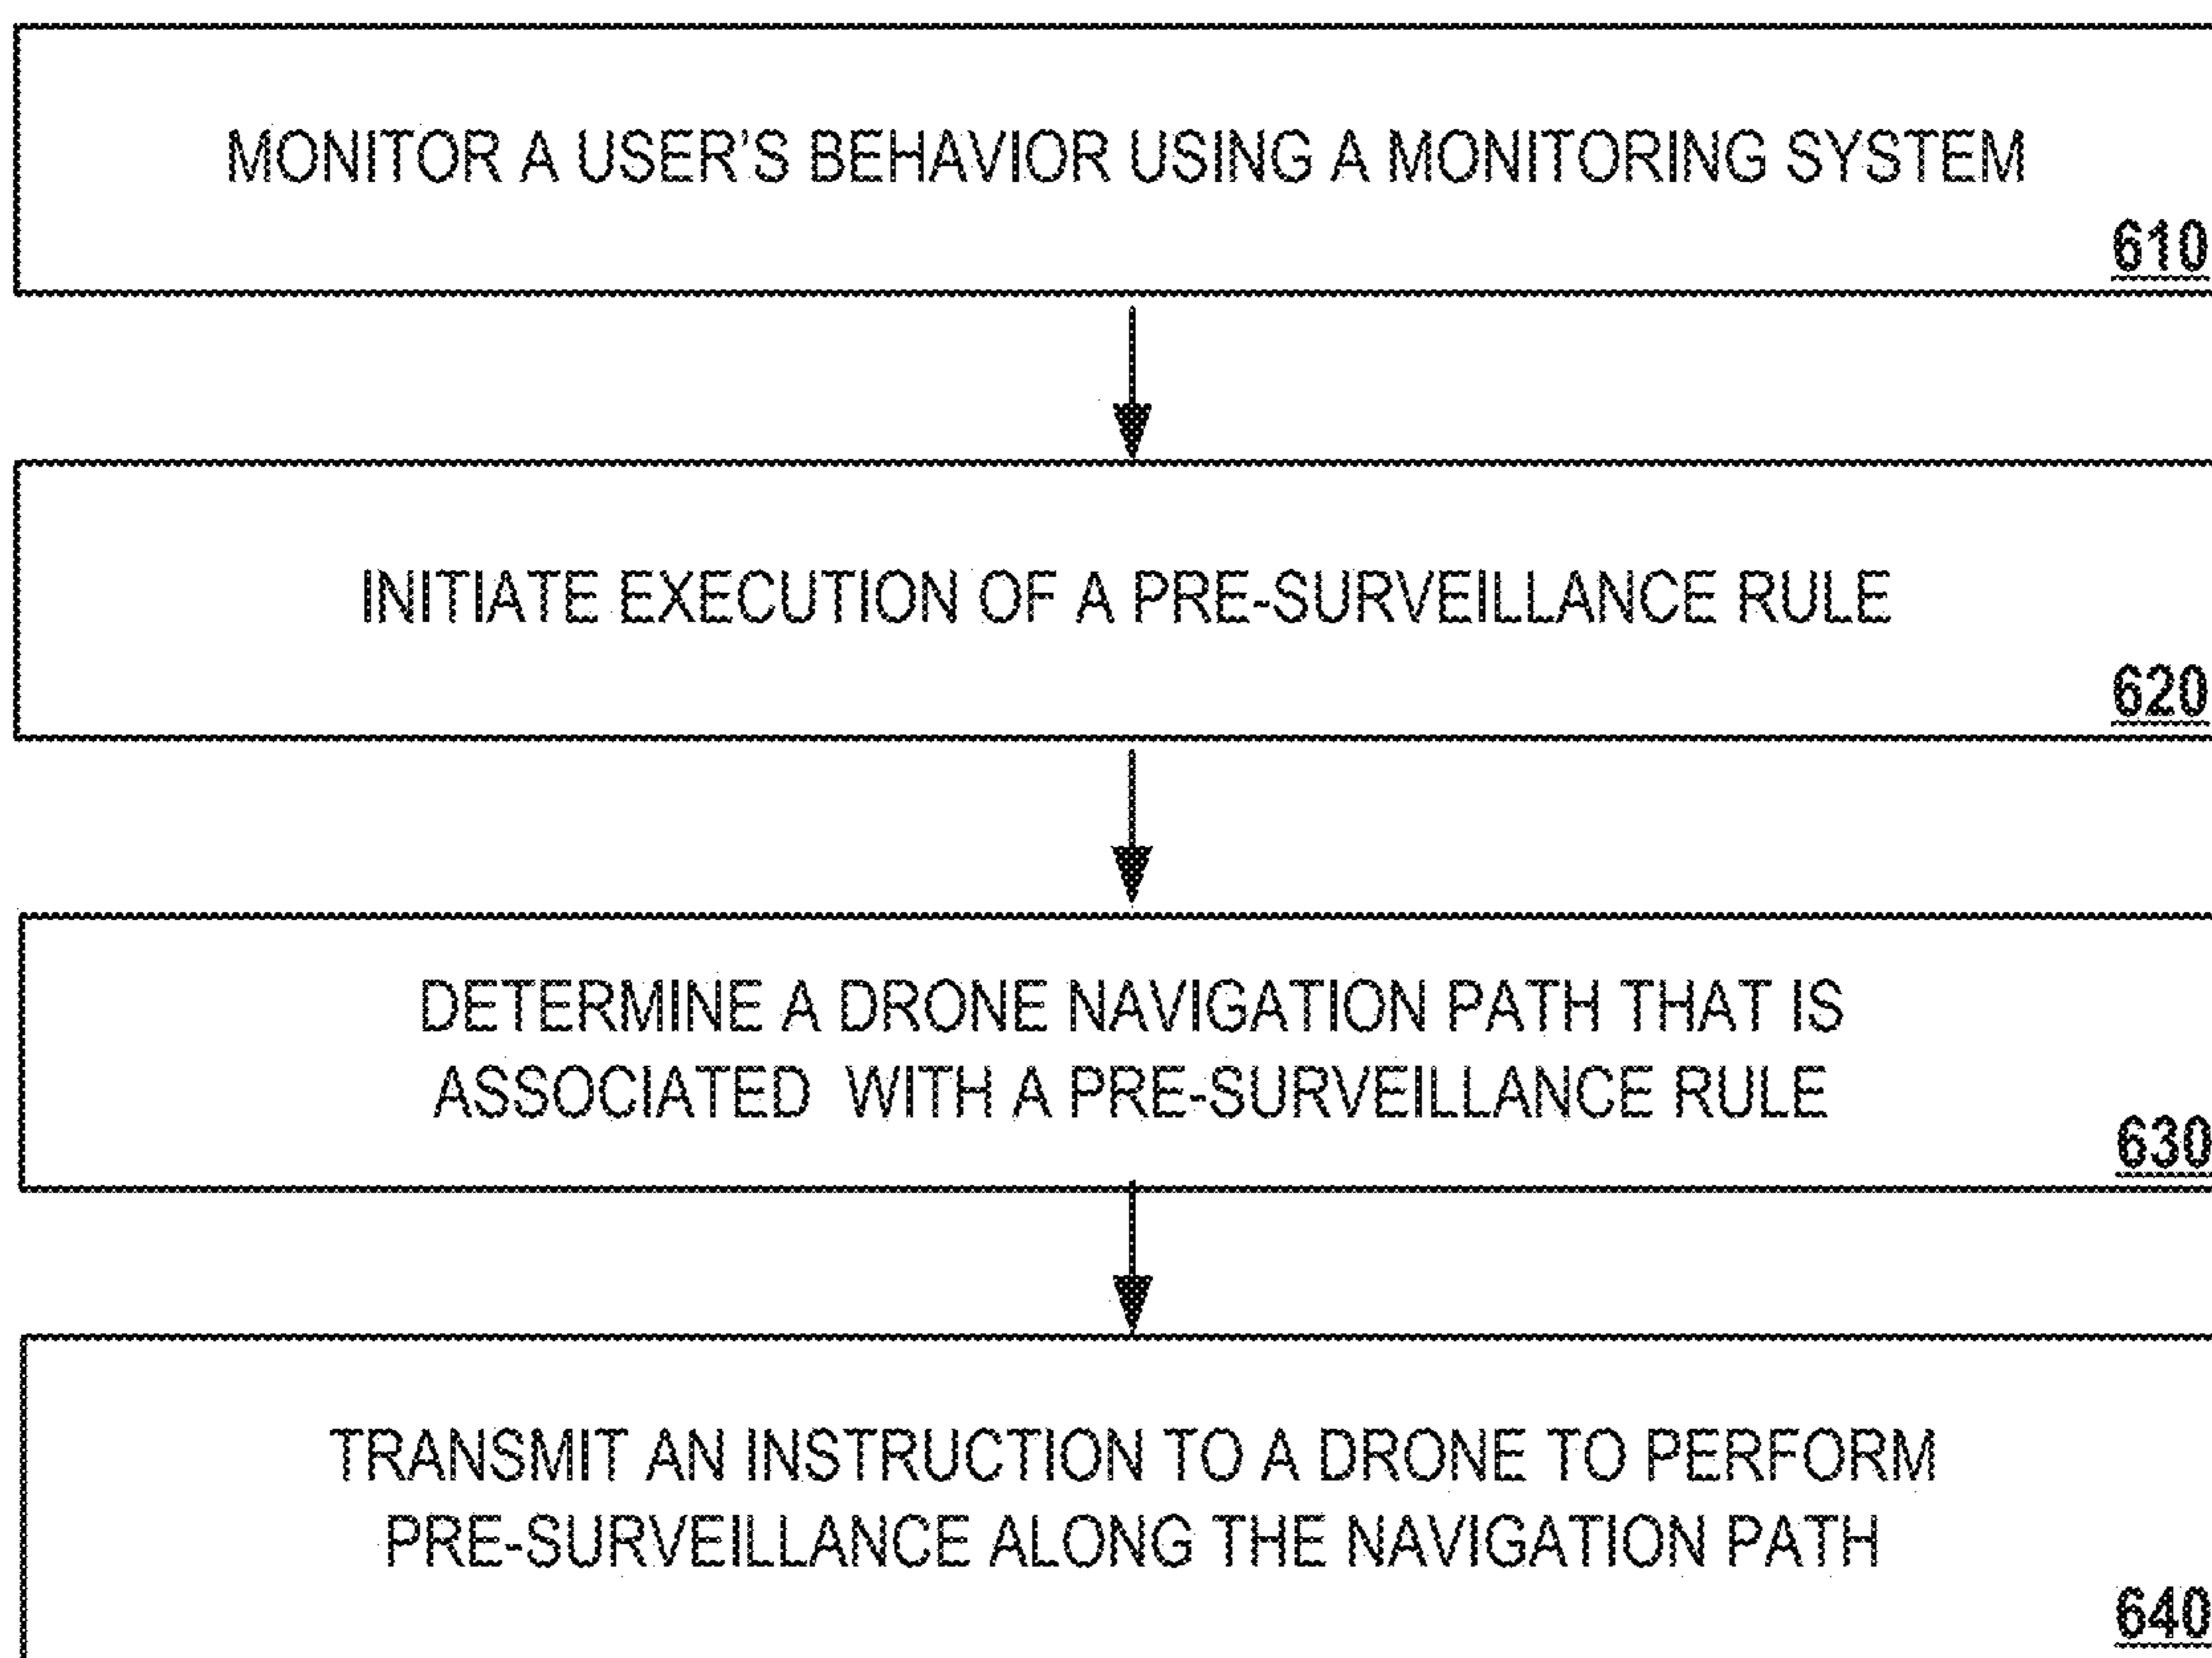 MONITOR A USER'S BEHAVIOR USING A MONITORING SYSTEM
610
INITIATE EXECUTION OF A PRE-SURVEILLANCE RULE
620
DETERMINE A DRONE NAVIGATION PATH THAT IS
ASSOCIATED WITH A PRE-SURVEILLANCE RULE
630
TRANSMIT AN INSTRUCTION TO A DRONE TO PERFORM
PRE-SURVEILLANCE ALONG THE NAVIGATION PATH
640